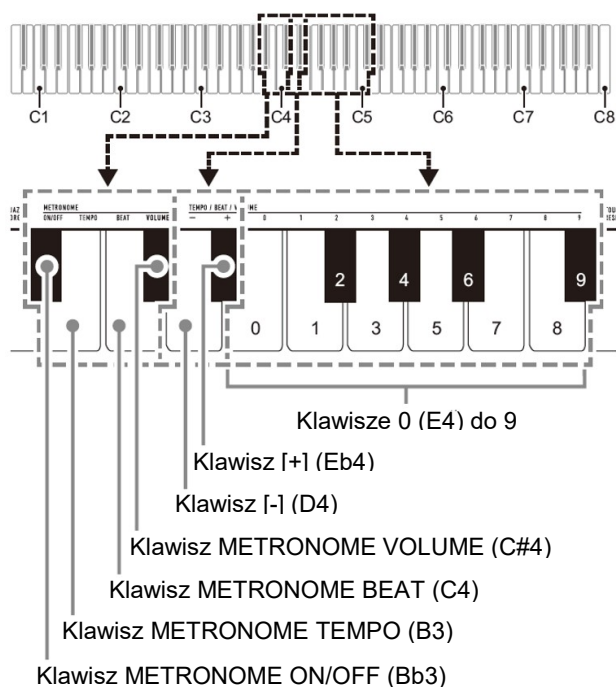 C1 C2 C3 C4 C5 C6 C7 C8
METRONOME TEMPO / BEAT / V
ON/OFF TEMPO BEAT VOLUME − + 0 1 2 3 4 5 6 7 8 9
2 4 6 9
0 1 3 5 7 8
Klawisze 0 (E4) do 9
Klawisz [+] (Eb4)
Klawisz [-] (D4)
Klawisz METRONOME VOLUME (C#4)
Klawisz METRONOME BEAT (C4)
Klawisz METRONOME TEMPO (B3)
Klawisz METRONOME ON/OFF (Bb3)